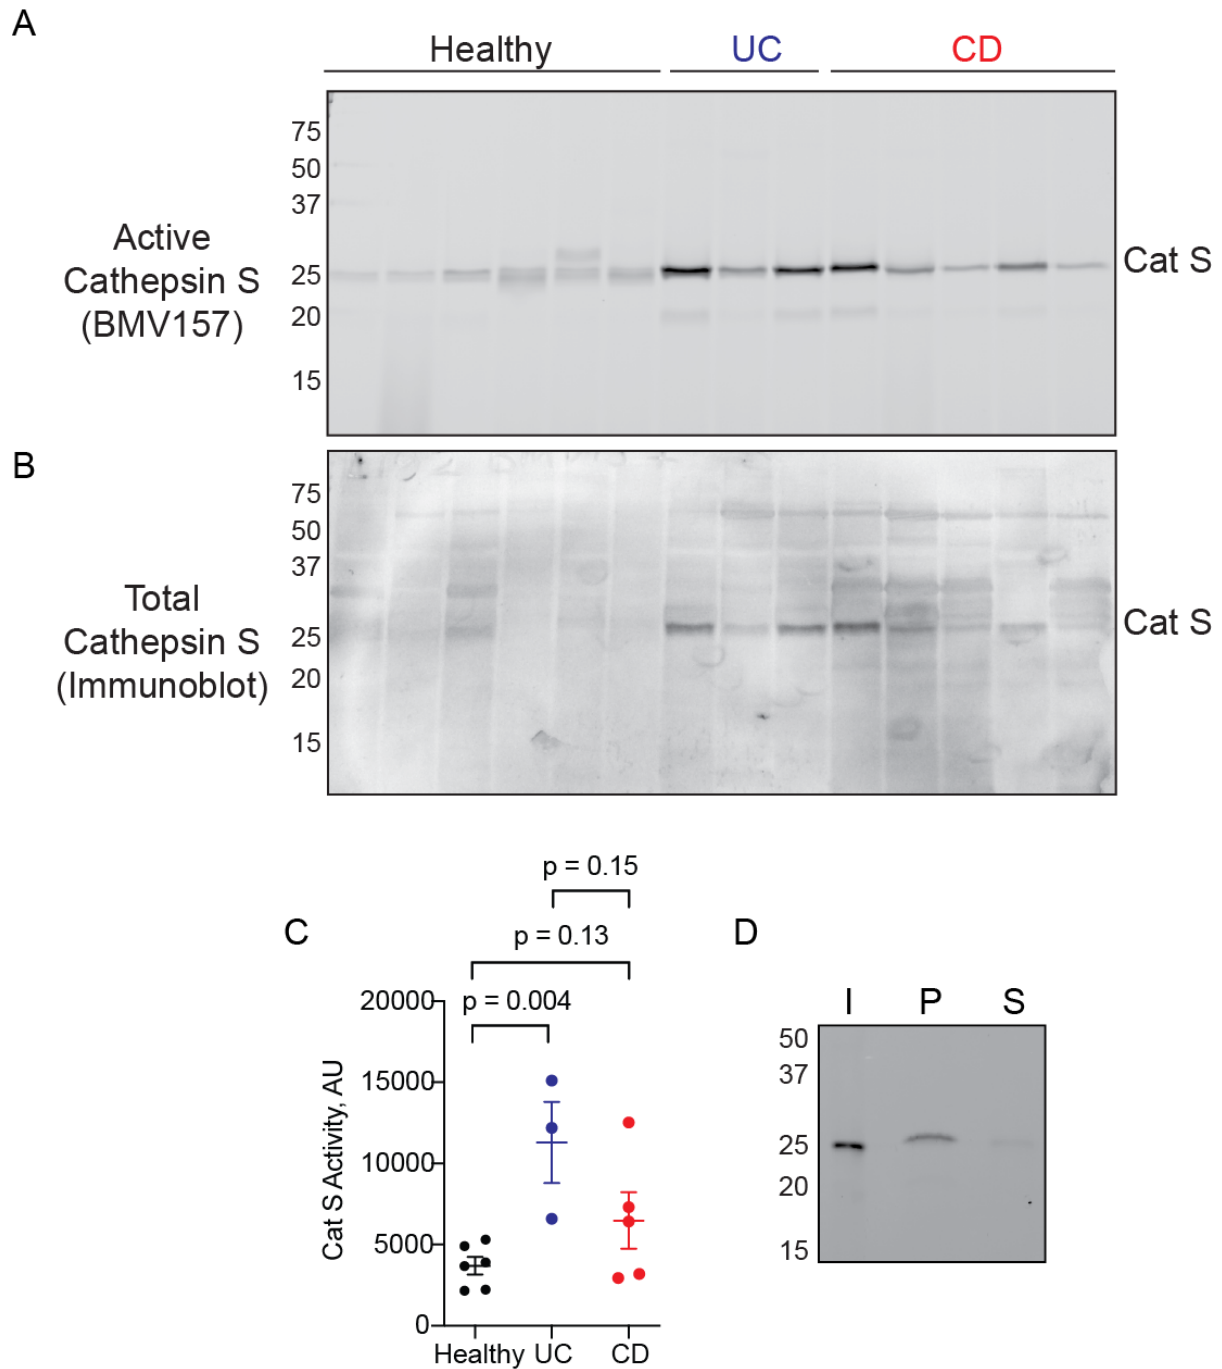 A
Healthy UC CD
75
50
37
25
20
15
Active
Cathepsin S
(BMV157)
Cat S
B
75
50
37
25
20
15
Total
Cathepsin S
(Immunoblot)
Cat S
C
p = 0.15
p = 0.13
p = 0.004
20000
15000
10000
5000
0
Cat S Activity, AU
Healthy UC CD
D
I P S
50
37
25
20
15